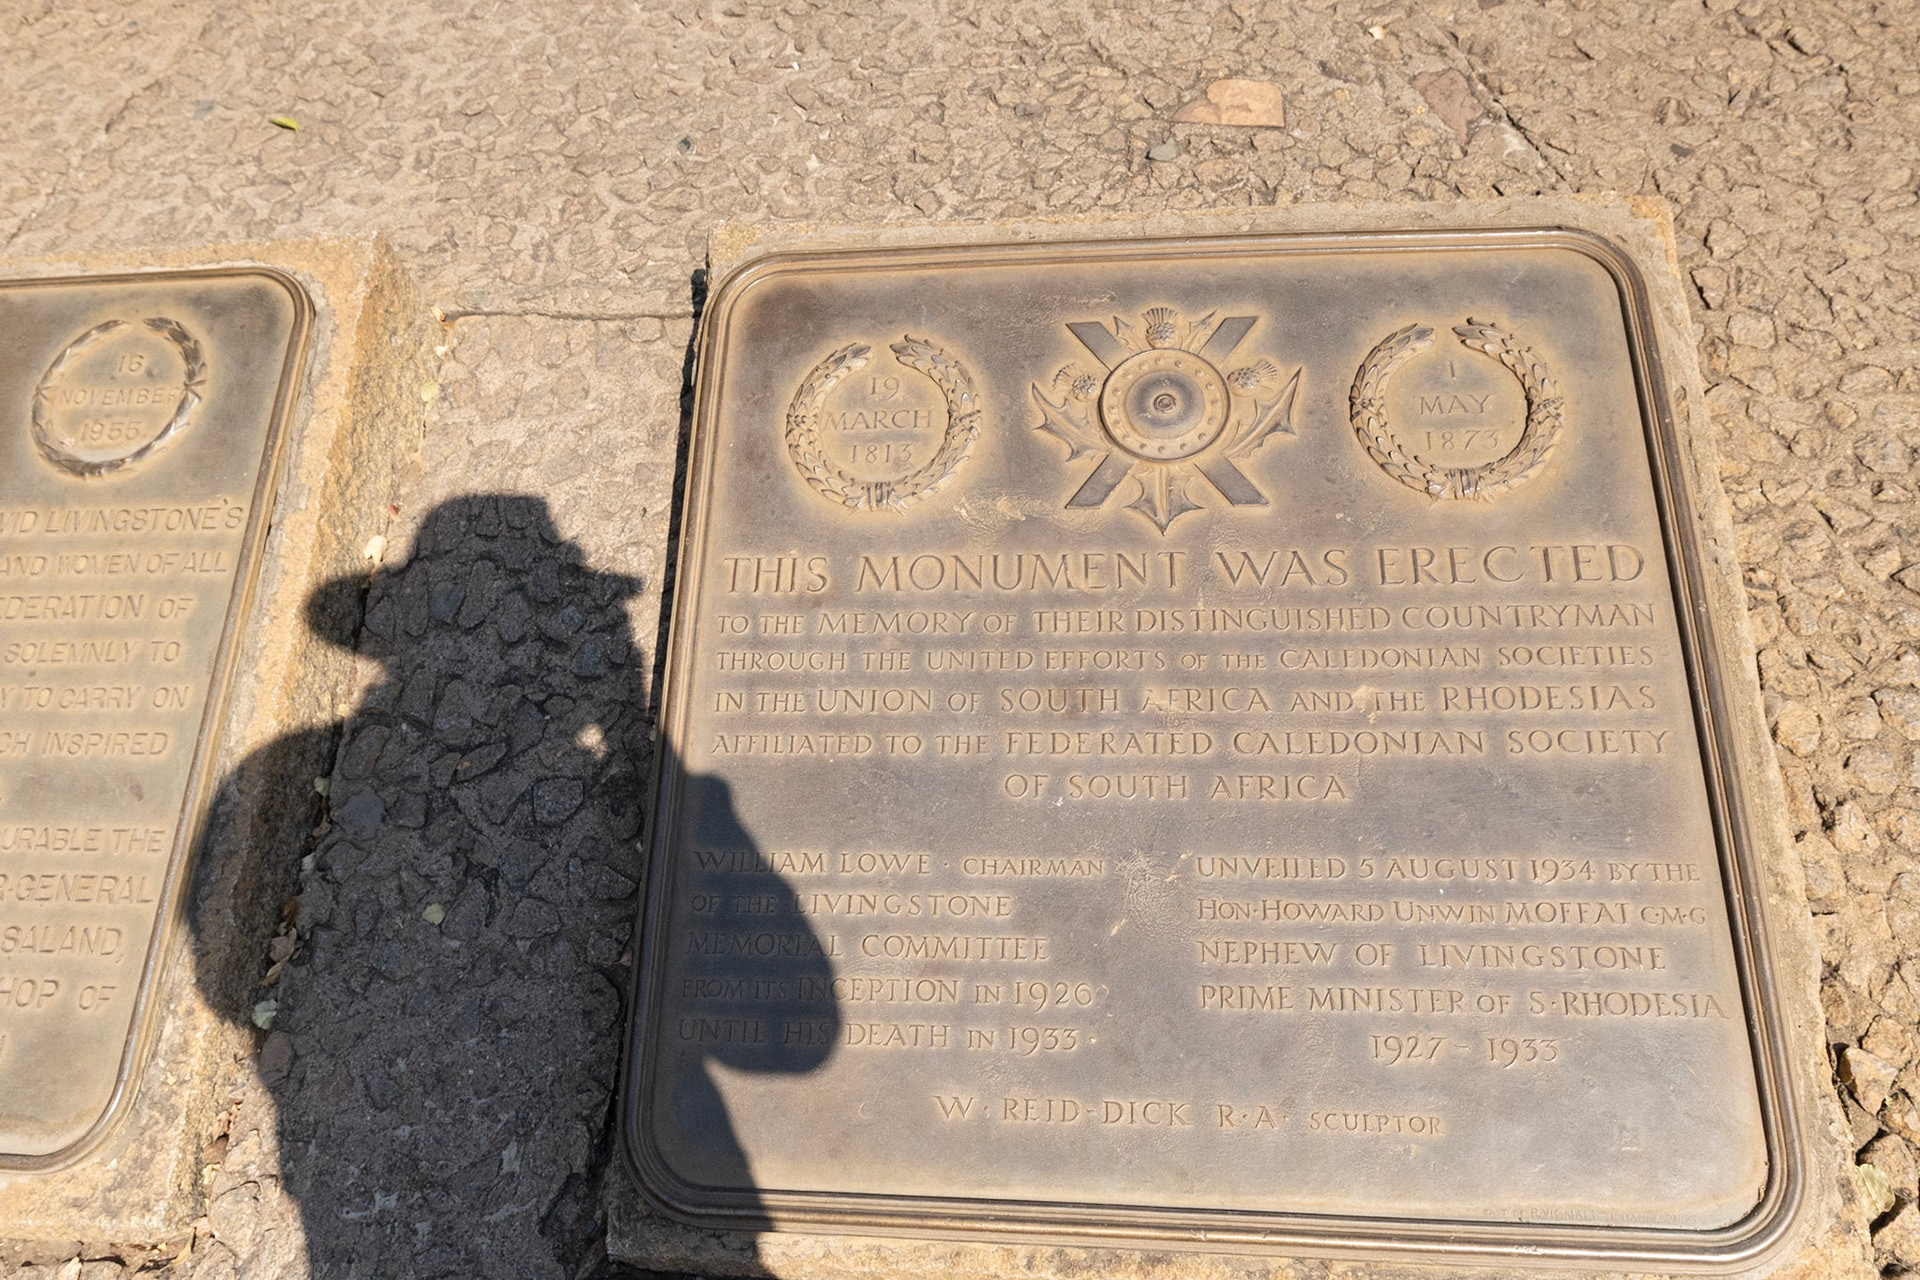 16
NOVEMBER
1955
VID LIVINGSTONE'S
AND WOMEN OF ALL
EDERATION OF
SOLEMNLY TO
Y TO CARRY ON
CH INSPIRED
OURABLE THE
R-GENERAL
SALAND,
HOP OF
19
MARCH
1813
1
MAY
1873
THIS MONUMENT WAS ERECTED
TO THE MEMORY OF THEIR DISTINGUISHED COUNTRYMAN
THROUGH THE UNITED EFFORTS OF THE CALEDONIAN SOCIETIES
IN THE UNION OF SOUTH AFRICA AND THE RHODESIAS
AFFILIATED TO THE FEDERATED CALEDONIAN SOCIETY
OF SOUTH AFRICA
WILLIAM LOWE · CHAIRMAN
OF THE LIVINGSTONE
MEMORIAL COMMITTEE
FROM ITS INCEPTION IN 1926
UNTIL HIS DEATH IN 1933 ·
UNVEILED 5 AUGUST 1934 BY THE
HON·HOWARD UNWIN MOFFAT C·M·G
NEPHEW OF LIVINGSTONE
PRIME MINISTER OF S·RHODESIA
1927 - 1933
W · REID-DICK R·A· SCULPTOR